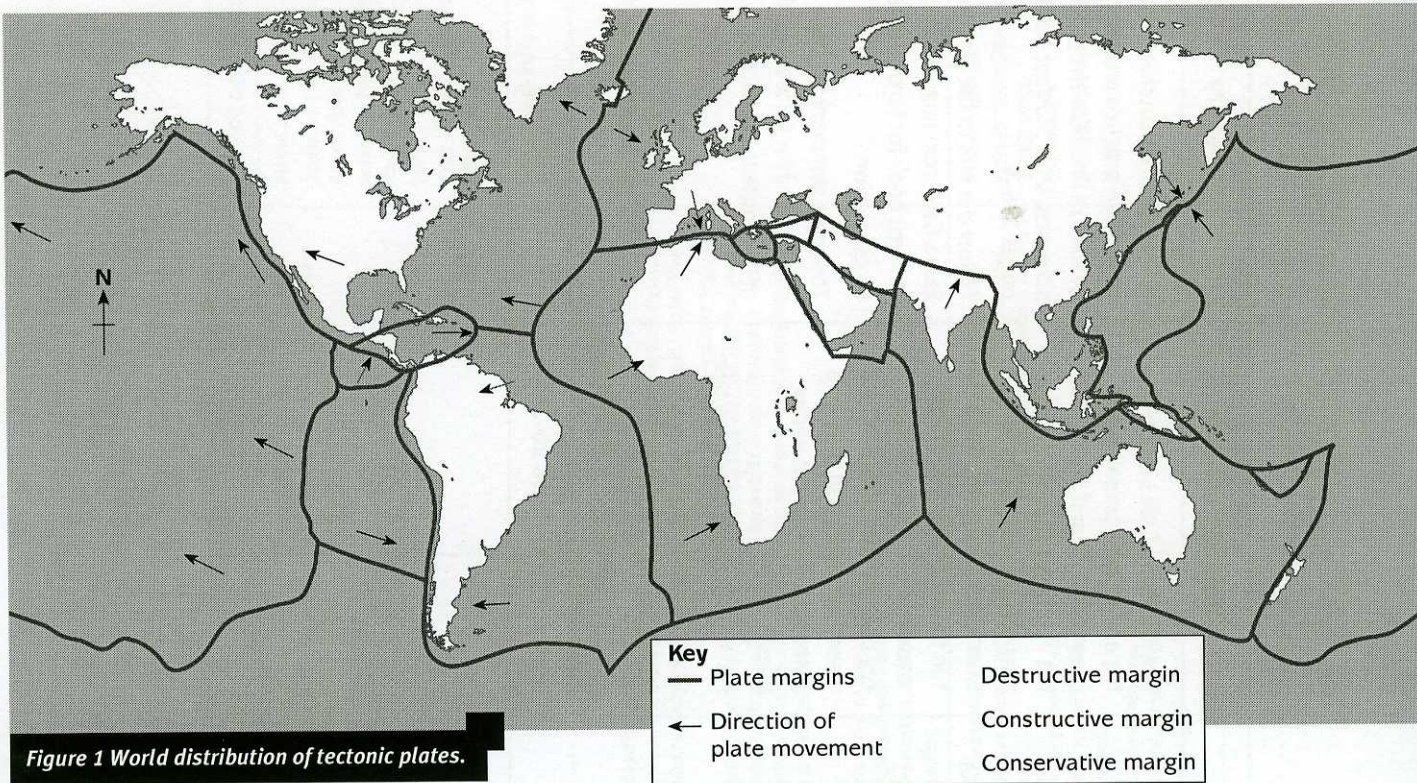 N
Key
Plate margins
Direction of
plate movement
Destructive margin
Constructive margin
Conservative margin
Figure 1 World distribution of tectonic plates.